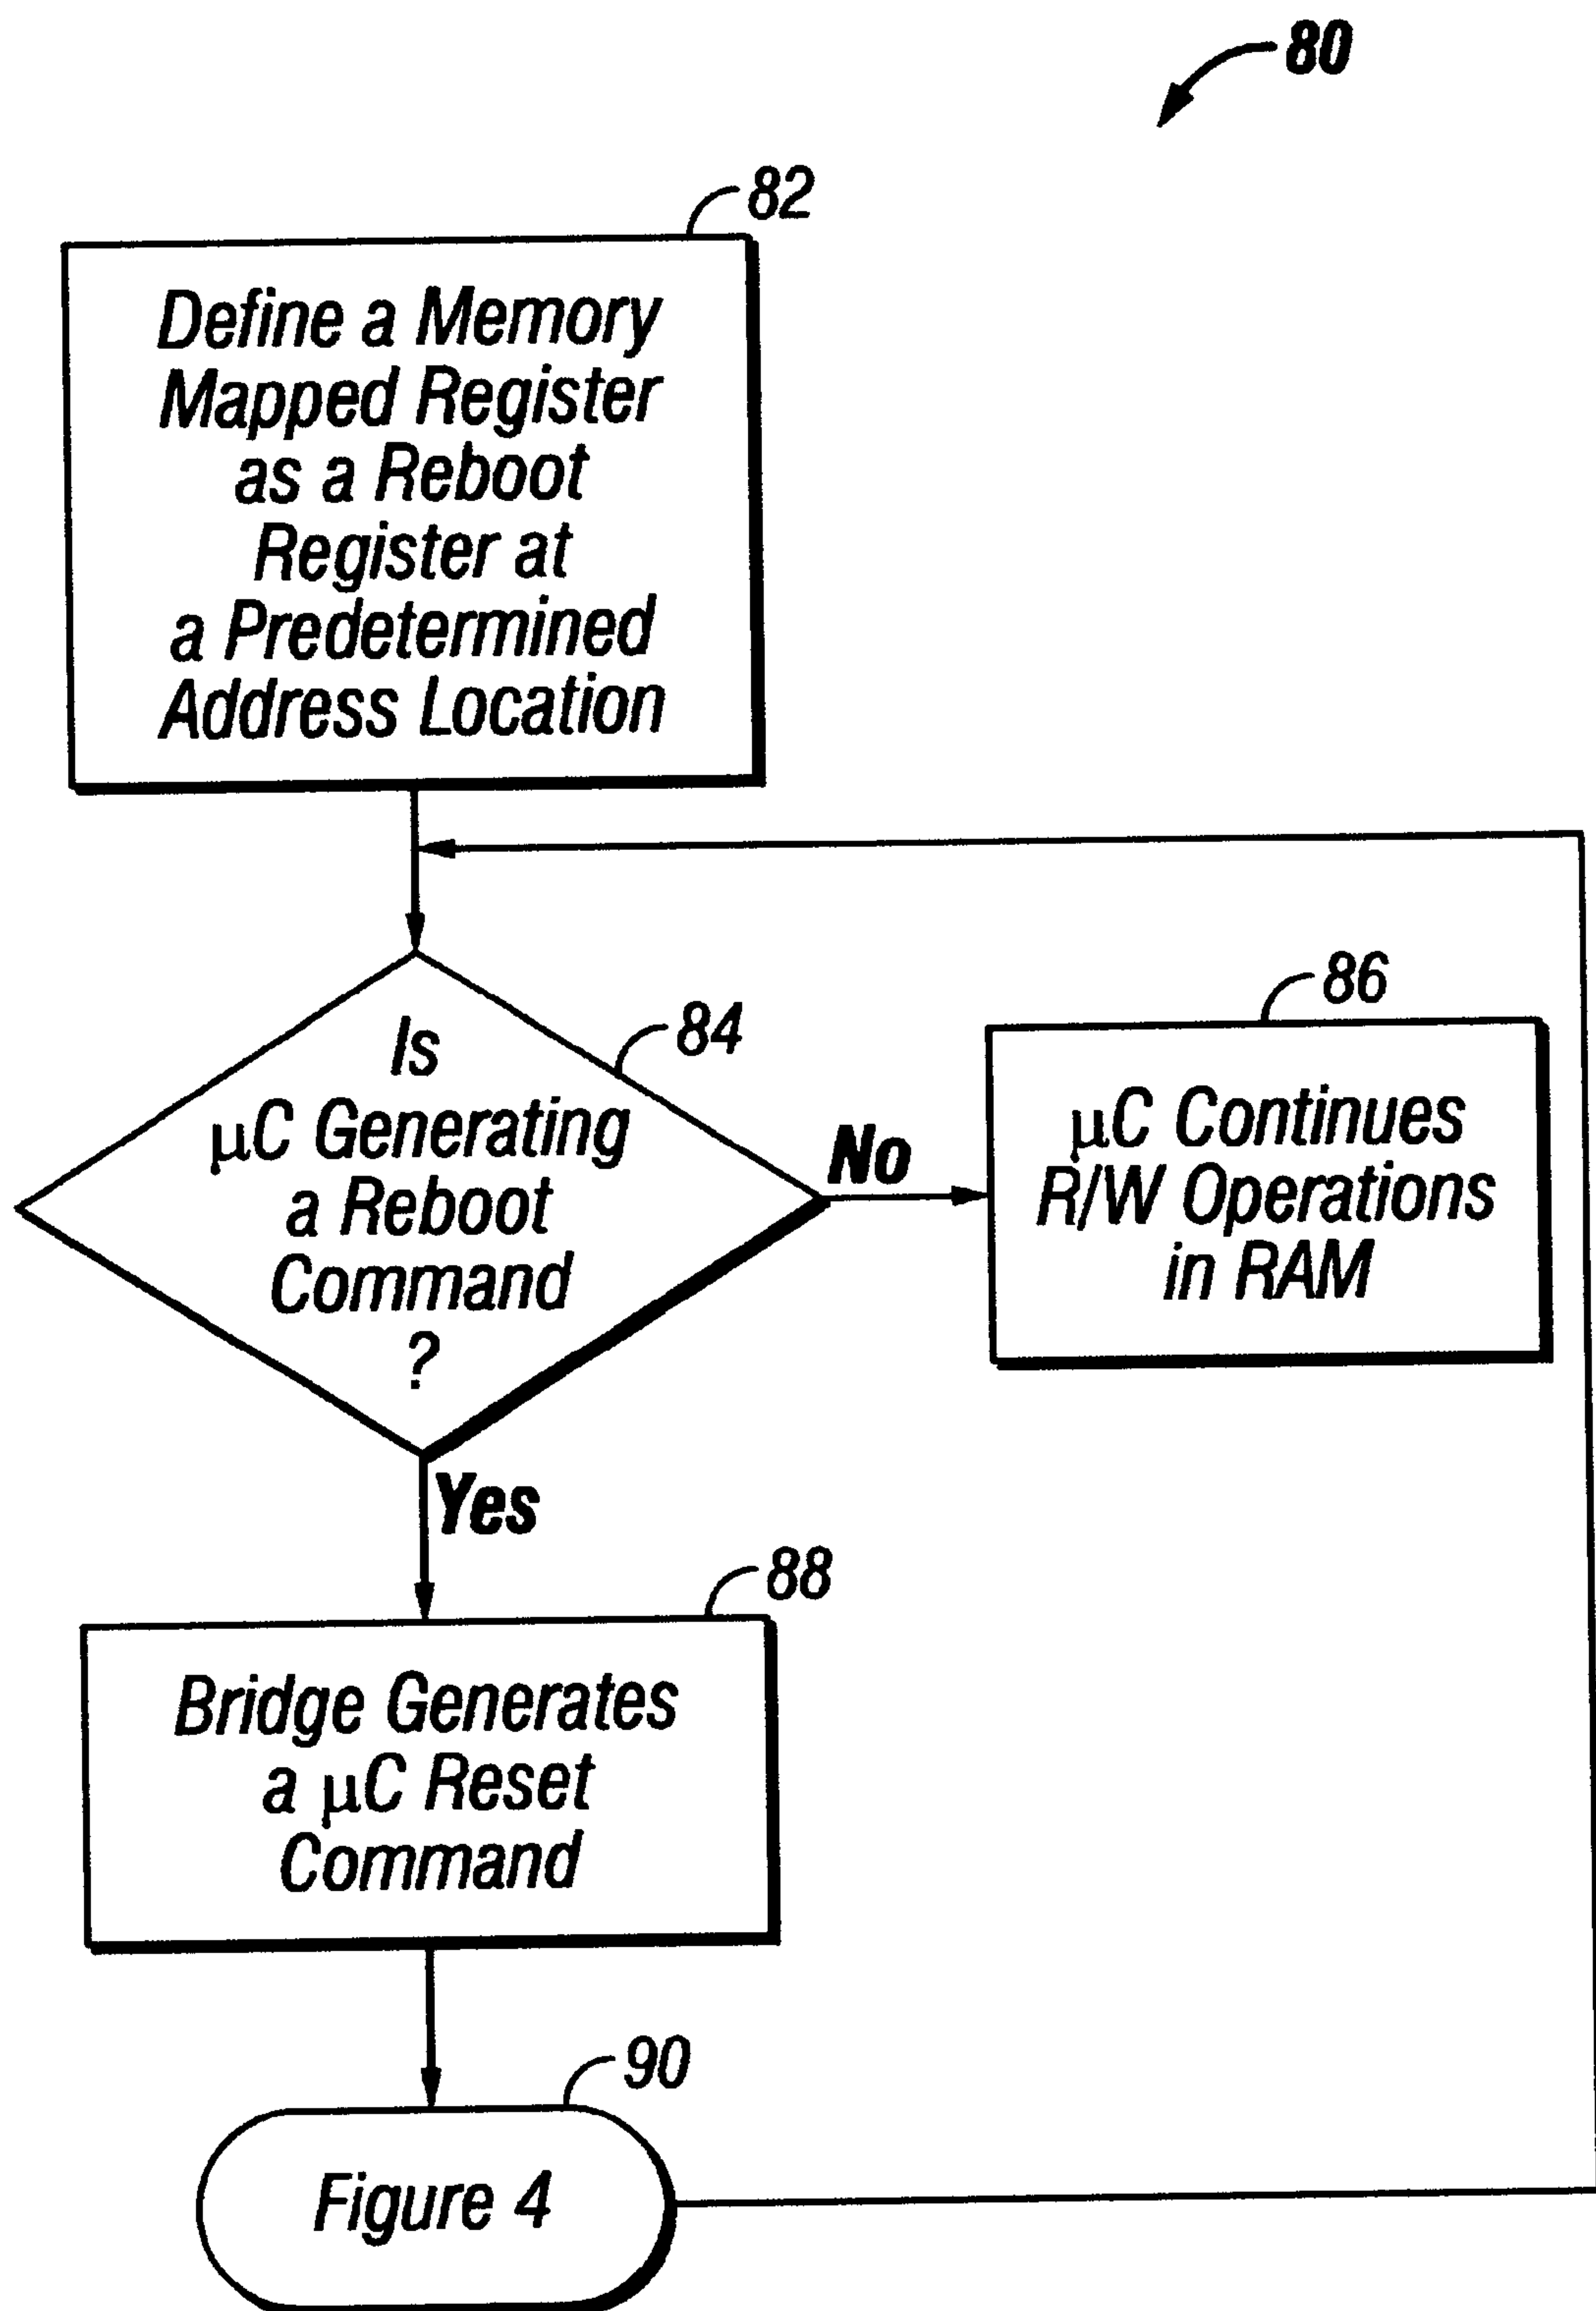 80
82
Define a Memory
Mapped Register
as a Reboot
Register at
a Predetermined
Address Location
84
Is
μC Generating
a Reboot
Command
?
No
86
μC Continues
R/W Operations
in RAM
Yes
88
Bridge Generates
a μC Reset
Command
90
Figure 4